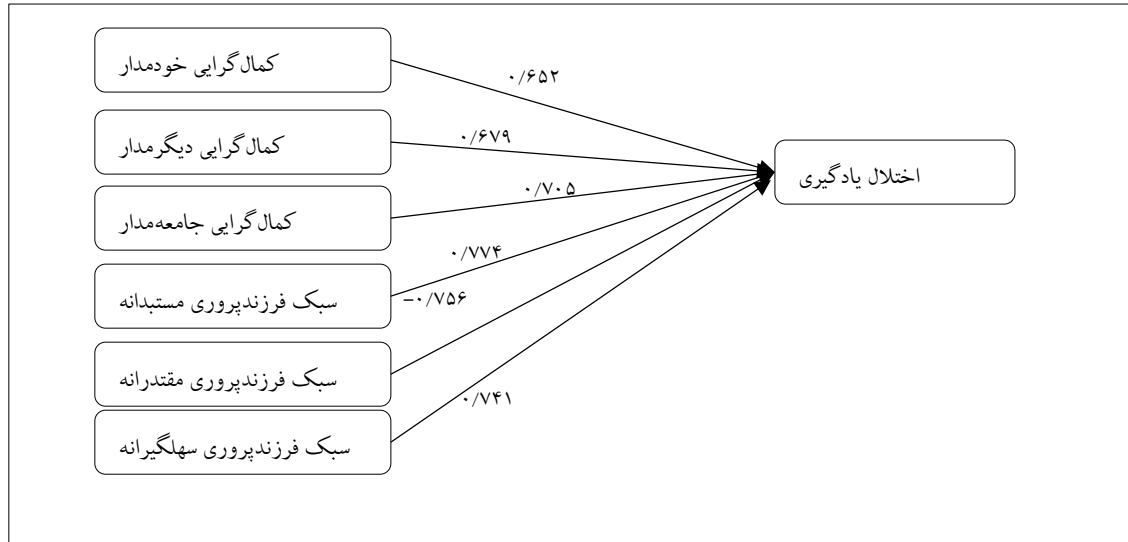 کمال‌گرایی خودمدار
۰/۶۵۲
کمال‌گرایی دیگرمدار
۰/۶۷۹
اختلال یادگیری
۰/۷۰۵
کمال‌گرایی جامعه‌مدار
۰/۷۷۴
سبک فرزندپروری مستبدانه
-۰/۷۵۶
سبک فرزندپروری مقتدرانه
۰/۷۴۱
سبک فرزندپروری سهلگیرانه